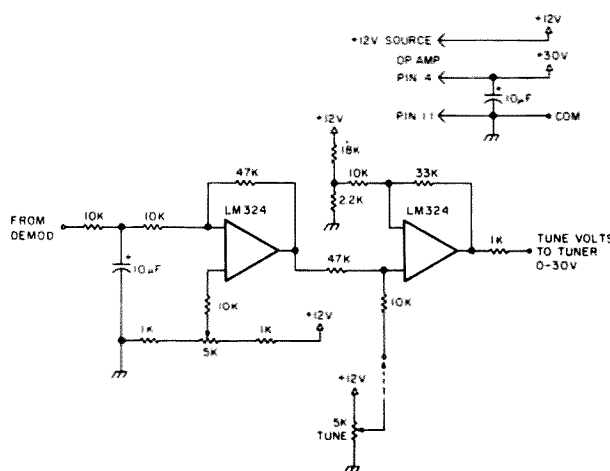 +12V
+12V SOURCE
+30V
OP AMP
PIN 4
+
10µF
PIN 11
COM
+12V
18K
10K
33K
2.2K
47K
LM324
LM324
FROM
DEMOD
10K
10K
+
10µF
47K
1K
TUNE VOLTS
TO TUNER
0-30V
10K
10K
+12V
1K
5K
1K
+12V
5K
TUNE